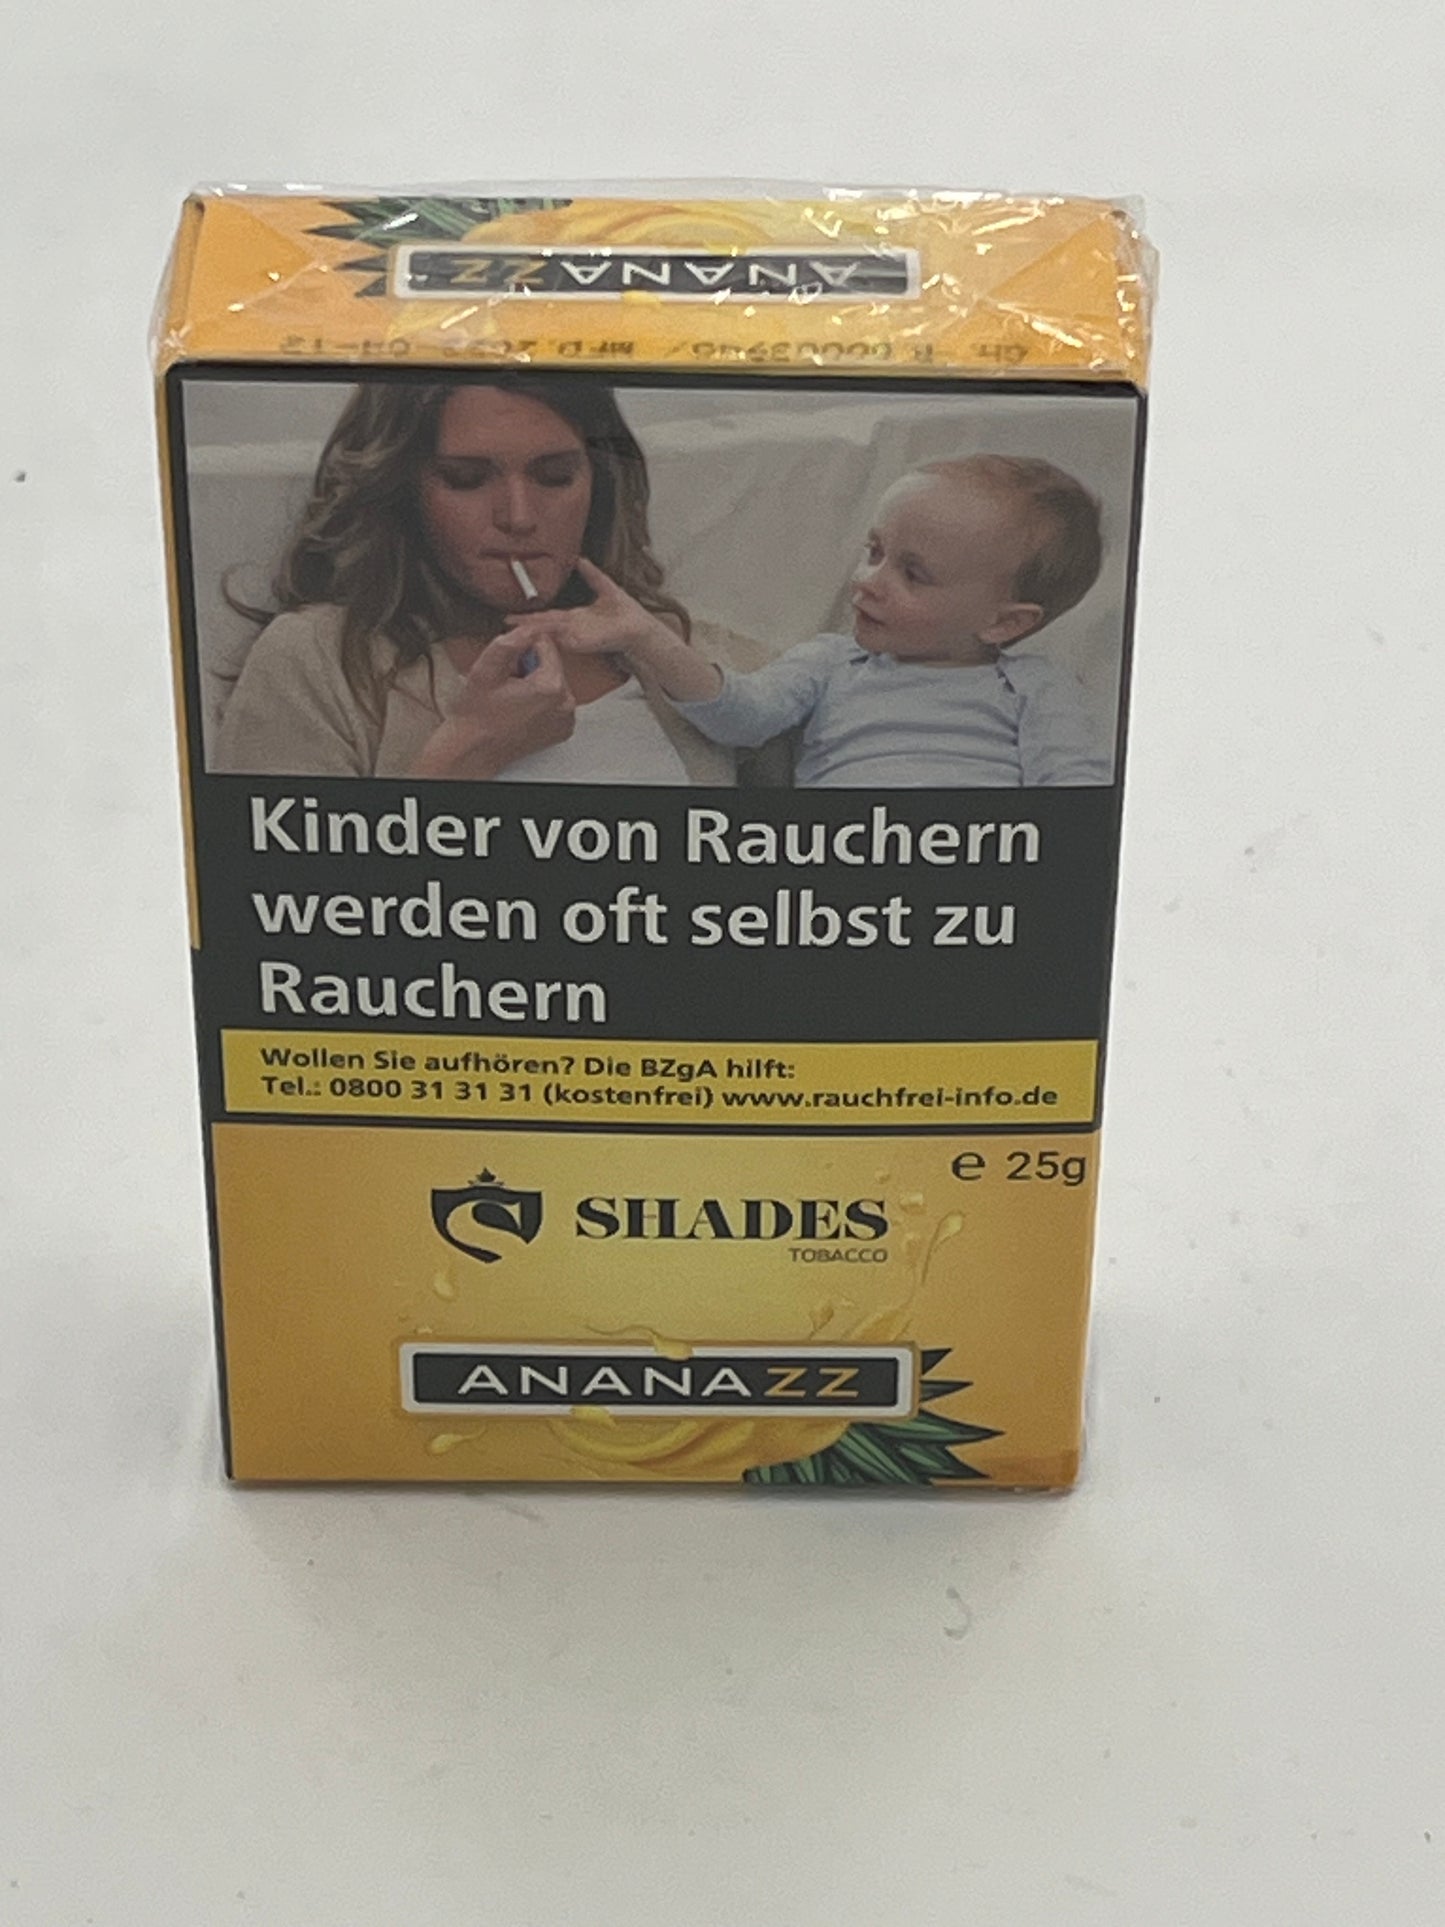 ANANAZZ
Kinder von Rauchern
werden oft selbst zu
Rauchern
Wollen Sie aufhören? Die BZgA hilft:
Tel.: 0800 31 31 31 (kostenfrei) www.rauchfrei-info.de
e 25g
SHADES
TOBACCO
ANANAZZ